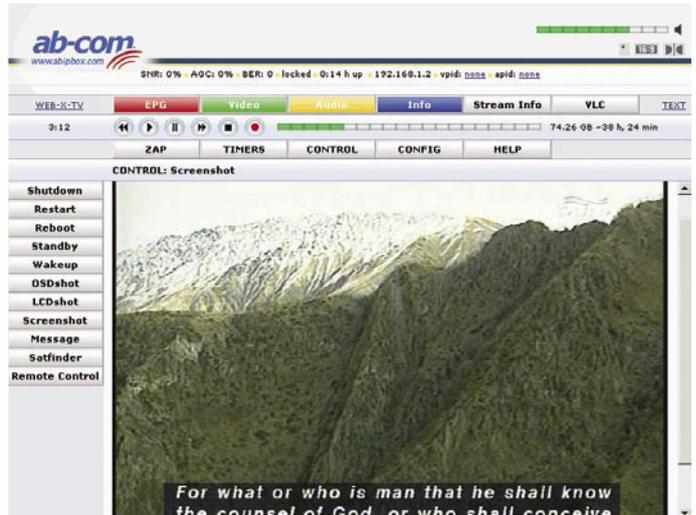 ab-com
www.abipbox.com
16:9
SNR: 0% AGC: 0% BER: 0 locked 0:14 h up 192.168.1.2 vpid: none apid: none
WEB-X-TV EPG Video Audio Info Stream Info VLC TEXT
3:12 74.26 GB ~38 h, 24 min
ZAP TIMERS CONTROL CONFIG HELP
CONTROL: Screenshot
Shutdown
Restart
Reboot
Standby
Wakeup
OSDshot
LCDshot
Screenshot
Message
Satfinder
Remote Control
For what or who is man that he shall know
the counsel of God, or who shall conceive